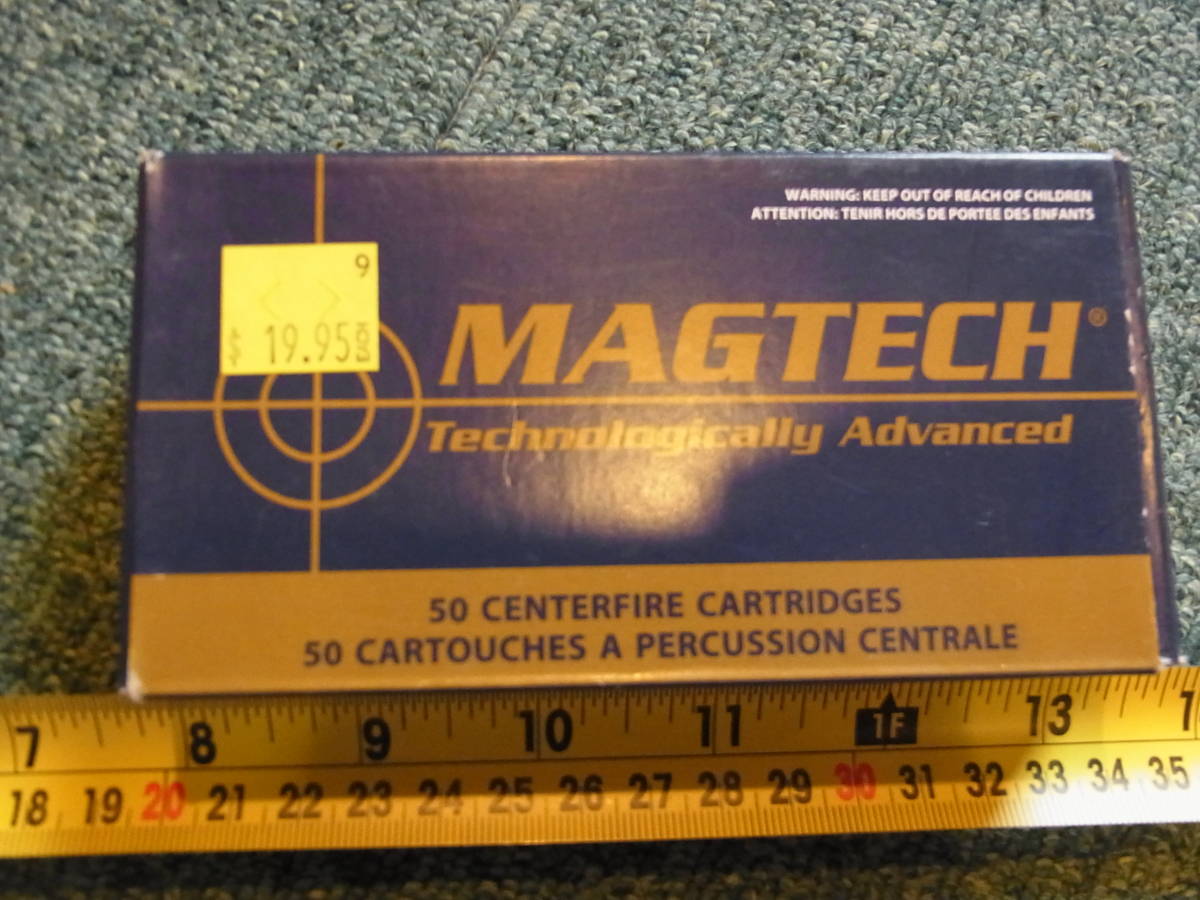 WARNING: KEEP OUT OF REACH OF CHILDREN
ATTENTION: TENIR HORS DE PORTEE DES ENFANTS
9
$ 19.95
MAGTECH®
Technologically Advanced
50 CENTERFIRE CARTRIDGES
50 CARTOUCHES A PERCUSSION CENTRALE
7 8 9 10 11 1F 13 1
18 19 20 21 22 23 24 25 26 27 28 29 30 31 32 33 34 35